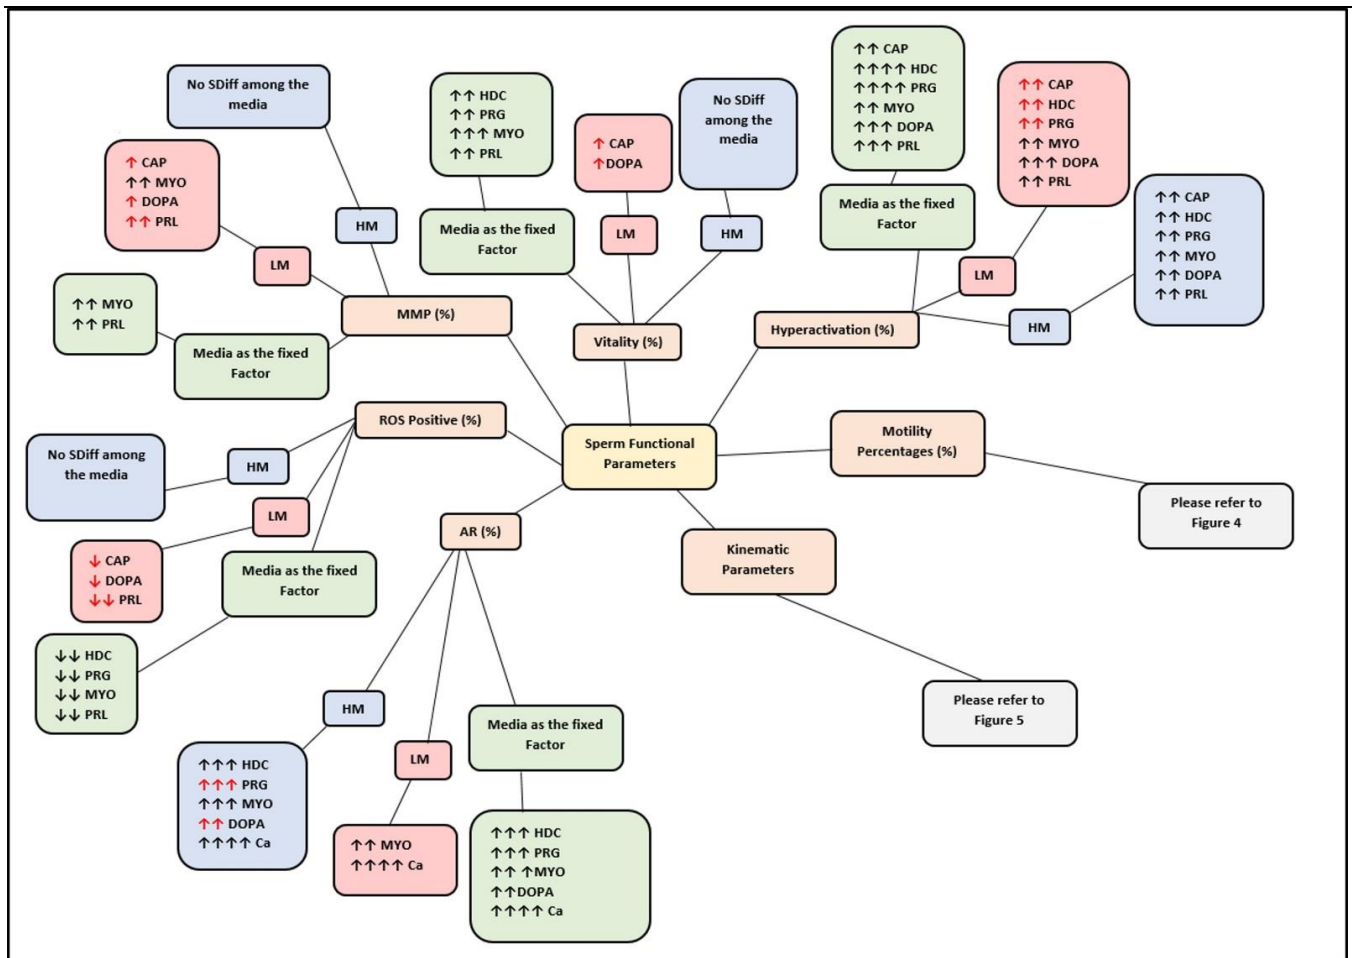 No SDiff among the
media
↑ CAP
↑↑ MYO
↑ DOPA
↑↑ PRL
HM
LM
↑↑ MYO
↑↑ PRL
Media as the fixed
Factor
MMP (%)
↑↑ HDC
↑↑ PRG
↑↑↑ MYO
↑↑ PRL
Media as the fixed
Factor
↑ CAP
↑DOPA
LM
No SDiff
among the
media
HM
Vitality (%)
↑↑ CAP
↑↑↑↑ HDC
↑↑↑↑ PRG
↑↑ MYO
↑↑↑ DOPA
↑↑↑ PRL
Media as the fixed
Factor
↑↑ CAP
↑↑ HDC
↑↑ PRG
↑↑ MYO
↑↑↑ DOPA
↑↑ PRL
LM
↑↑ CAP
↑↑ HDC
↑↑ PRG
↑↑ MYO
↑↑ DOPA
↑↑ PRL
HM
Hyperactivation (%)
ROS Positive (%)
No SDiff among
the media
HM
LM
↓ CAP
↓ DOPA
↓↓ PRL
Media as the fixed
Factor
↓↓ HDC
↓↓ PRG
↓↓ MYO
↓↓ PRL
Sperm Functional
Parameters
Motility
Percentages (%)
Please refer to
Figure 4
AR (%)
Kinematic
Parameters
Please refer to
Figure 5
HM
↑↑↑ HDC
↑↑↑ PRG
↑↑↑ MYO
↑↑ DOPA
↑↑↑↑ Ca
LM
↑↑ MYO
↑↑↑↑ Ca
Media as the fixed
Factor
↑↑↑ HDC
↑↑↑ PRG
↑↑ ↑MYO
↑↑DOPA
↑↑↑↑ Ca